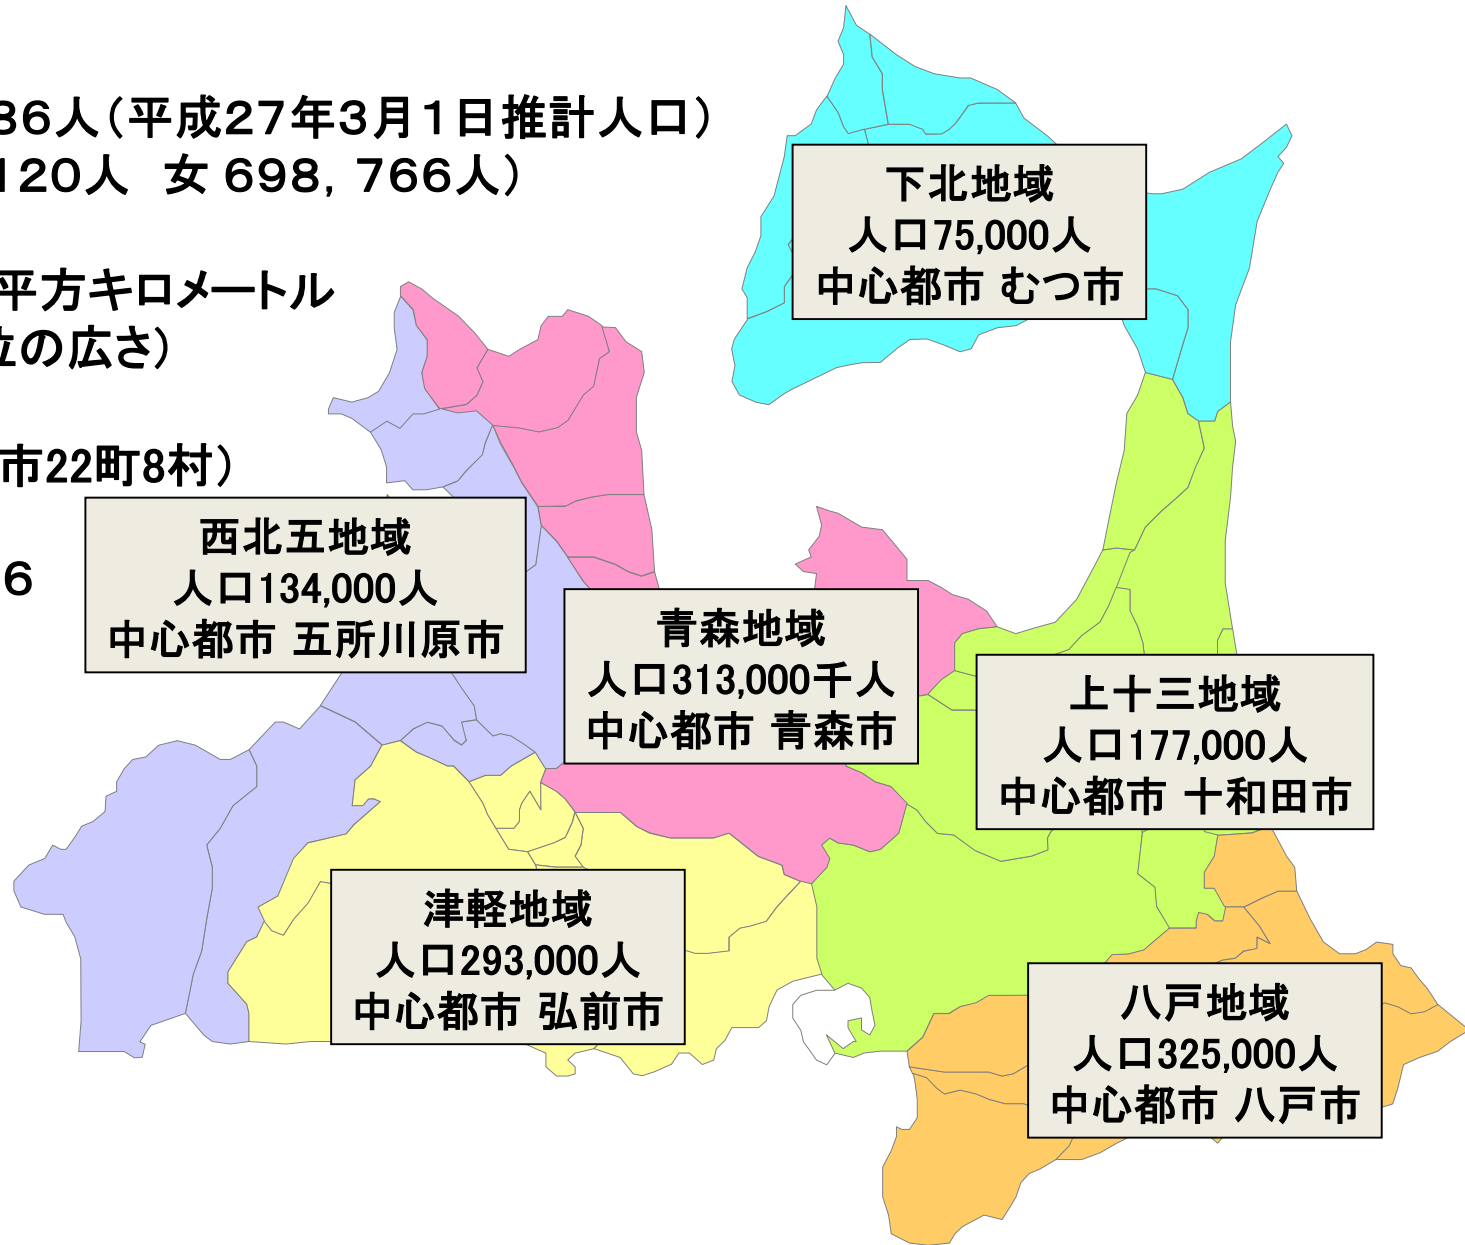 86人（平成27年3月1日推計人口）
120人　女 698，766人）
平方キロメートル
立の広さ）
市22町8村）
6
下北地域
人口75,000人
中心都市 むつ市
西北五地域
人口134,000人
中心都市 五所川原市
青森地域
人口313,000千人
中心都市 青森市
上十三地域
人口177,000人
中心都市 十和田市
津軽地域
人口293,000人
中心都市 弘前市
八戸地域
人口325,000人
中心都市 八戸市